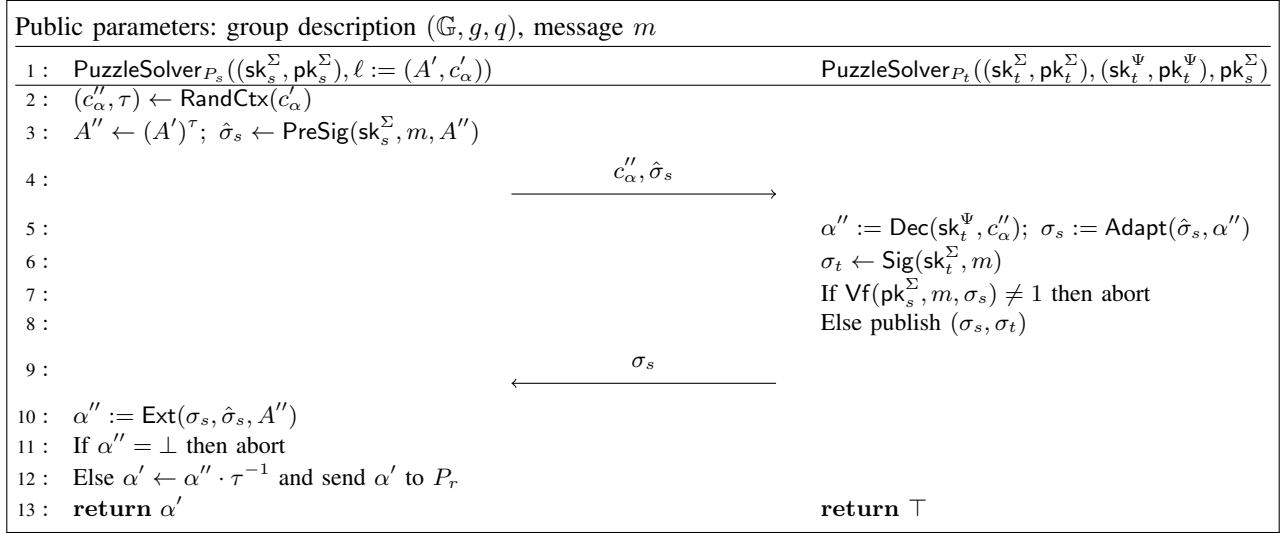 Public parameters: group description (𝔾, g, q), message m
1 : PuzzleSolver_{P_s}((sk_s^Σ, pk_s^Σ), ℓ := (A′, c′_α)) PuzzleSolver_{P_t}((sk_t^Σ, pk_t^Σ), (sk_t^Ψ, pk_t^Ψ), pk_s^Σ)
2 : (c″_α, τ) ← RandCtx(c′_α)
3 : A″ ← (A′)^τ; σ̂_s ← PreSig(sk_s^Σ, m, A″)
4 : c″_α, σ̂_s
5 : α″ := Dec(sk_t^Ψ, c″_α); σ_s := Adapt(σ̂_s, α″)
6 : σ_t ← Sig(sk_t^Σ, m)
7 : If Vf(pk_s^Σ, m, σ_s) ≠ 1 then abort
8 : Else publish (σ_s, σ_t)
9 : σ_s
10 : α″ := Ext(σ_s, σ̂_s, A″)
11 : If α″ = ⊥ then abort
12 : Else α′ ← α″ · τ^{−1} and send α′ to P_r
13 : return α′ return ⊤